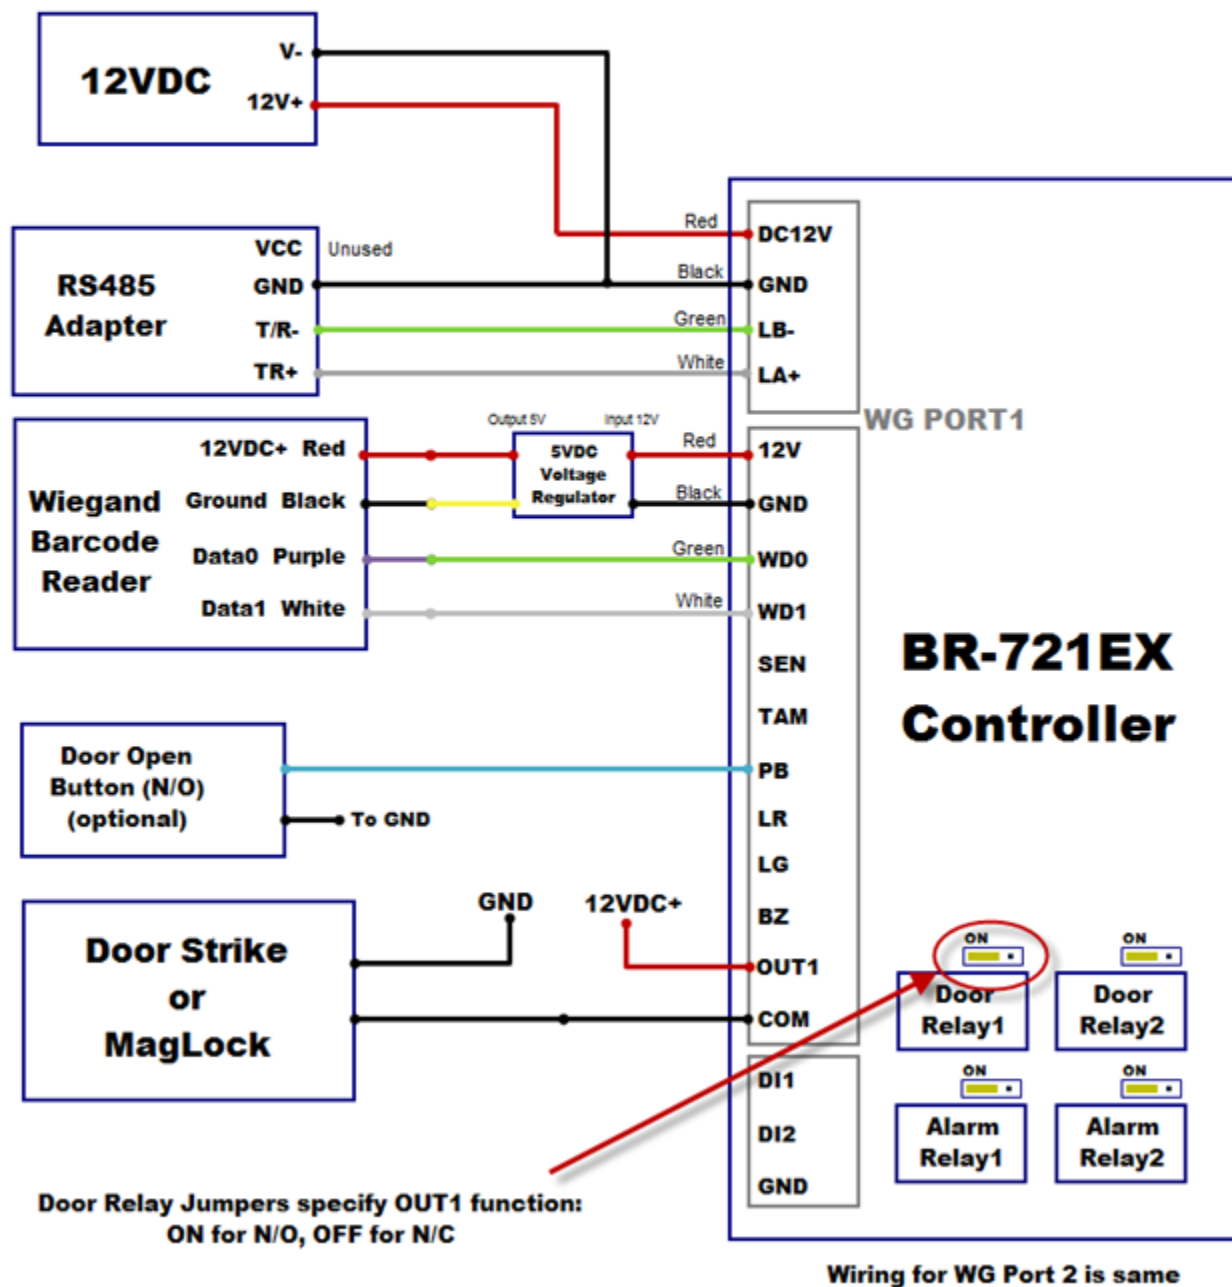 12VDC
V-
12V+
RS485
Adapter
VCC
Unused
GND
T/R-
TR+
Red
DC12V
Black
GND
Green
LB-
White
LA+
WG PORT1
Wiegand
Barcode
Reader
12VDC+ Red
Ground Black
Data0 Purple
Data1 White
Output 5V
Input 12V
5VDC
Voltage
Regulator
Red
12V
Black
GND
Green
WD0
White
WD1
SEN
TAM
PB
LR
LG
BZ
OUT1
COM
DI1
DI2
GND
BR-721EX
Controller
Door Open
Button (N/O)
(optional)
To GND
Door Strike
or
MagLock
GND
12VDC+
ON
Door
Relay1
ON
Door
Relay2
ON
Alarm
Relay1
ON
Alarm
Relay2
Door Relay Jumpers specify OUT1 function:
ON for N/O, OFF for N/C
Wiring for WG Port 2 is same